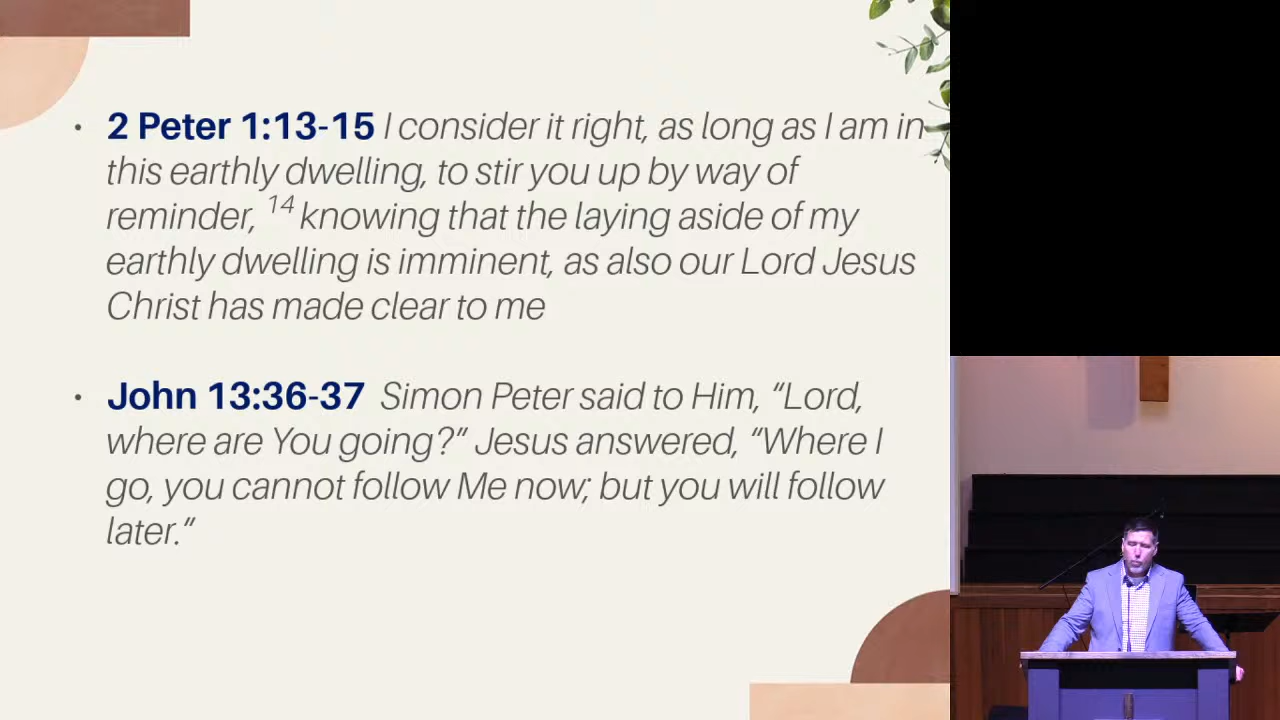 • 2 Peter 1:13-15 I consider it right, as long as I am in
this earthly dwelling, to stir you up by way of
reminder, 14 knowing that the laying aside of my
earthly dwelling is imminent, as also our Lord Jesus
Christ has made clear to me
• John 13:36-37 Simon Peter said to Him, “Lord,
where are You going?” Jesus answered, “Where I
go, you cannot follow Me now; but you will follow
later.”